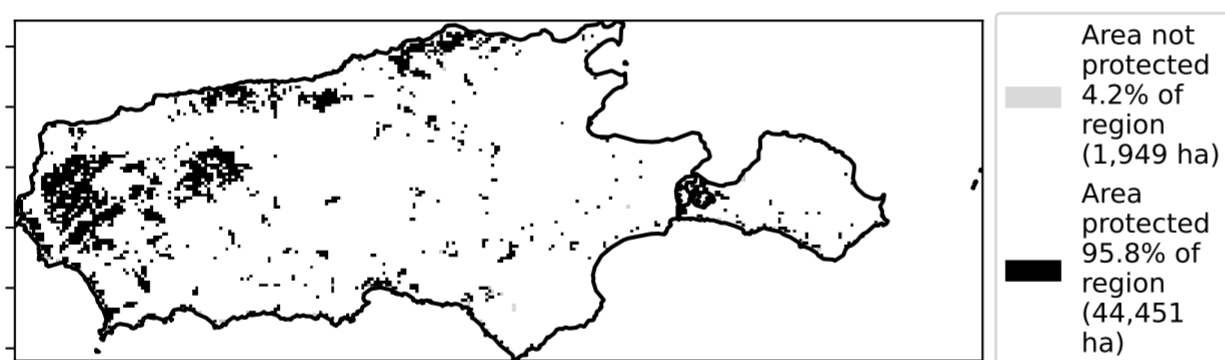 Area not
protected
4.2% of
region
(1,949 ha)
Area
protected
95.8% of
region
(44,451
ha)